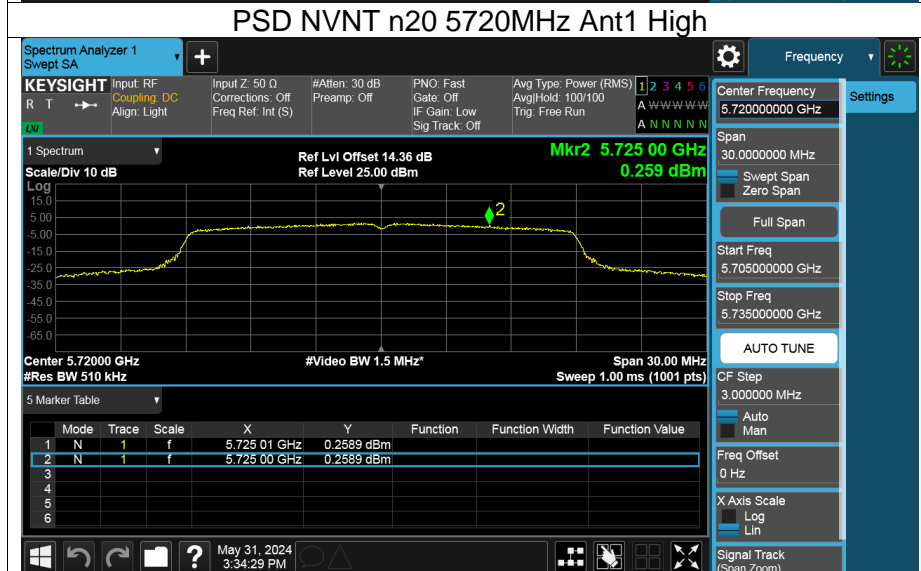 PSD NVNT n20 5720MHz Ant1 High
Spectrum Analyzer 1
Swept SA
+
Frequency
KEYSIGHT
R T
LXI
Input: RF
Coupling: DC
Align: Light
Input Z: 50 Ω
Corrections: Off
Freq Ref: Int (S)
#Atten: 30 dB
Preamp: Off
PNO: Fast
Gate: Off
IF Gain: Low
Sig Track: Off
Avg Type: Power (RMS)
Avg|Hold: 100/100
Trig: Free Run
1 2 3 4 5 6
A W W W W W
A N N N N N
1 Spectrum
Scale/Div 10 dB
Ref Lvl Offset 14.36 dB
Ref Level 25.00 dBm
Mkr2 5.725 00 GHz
0.259 dBm
Log
15.0
5.00
-5.00
-15.0
-25.0
-35.0
-45.0
-55.0
-65.0
2
Center 5.72000 GHz
#Res BW 510 kHz
#Video BW 1.5 MHz*
Span 30.00 MHz
Sweep 1.00 ms (1001 pts)
5 Marker Table
Mode Trace Scale X Y Function Function Width Function Value
1 N 1 f 5.725 01 GHz 0.2589 dBm
2 N 1 f 5.725 00 GHz 0.2589 dBm
3
4
5
6
?
May 31, 2024
3:34:29 PM
Center Frequency
5.720000000 GHz
Span
30.0000000 MHz
Swept Span
Zero Span
Full Span
Start Freq
5.705000000 GHz
Stop Freq
5.735000000 GHz
AUTO TUNE
CF Step
3.000000 MHz
Auto
Man
Freq Offset
0 Hz
X Axis Scale
Log
Lin
Signal Track
(Span Zoom)
Settings